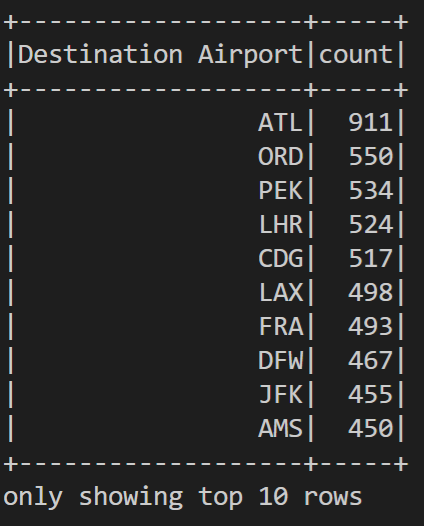 +-------------------+-----+
|Destination Airport|count|
+-------------------+-----+
|                ATL|  911|
|                ORD|  550|
|                PEK|  534|
|                LHR|  524|
|                CDG|  517|
|                LAX|  498|
|                FRA|  493|
|                DFW|  467|
|                JFK|  455|
|                AMS|  450|
+-------------------+-----+
only showing top 10 rows